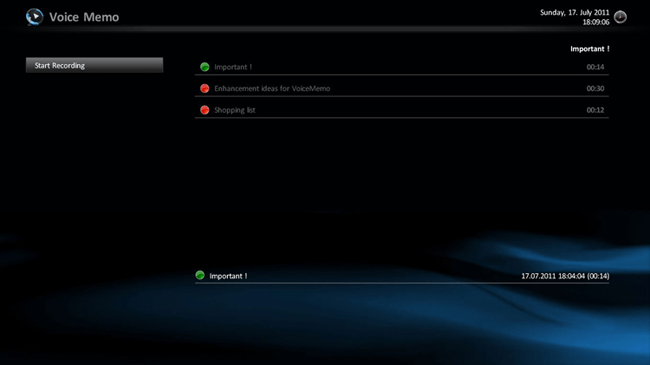 Voice Memo
Sunday, 17. July 2011
18:09:06
Important !
Start Recording
Important ! 00:14
Enhancement ideas for VoiceMemo 00:30
Shopping list 00:12
Important ! 17.07.2011 18:04:04 (00:14)